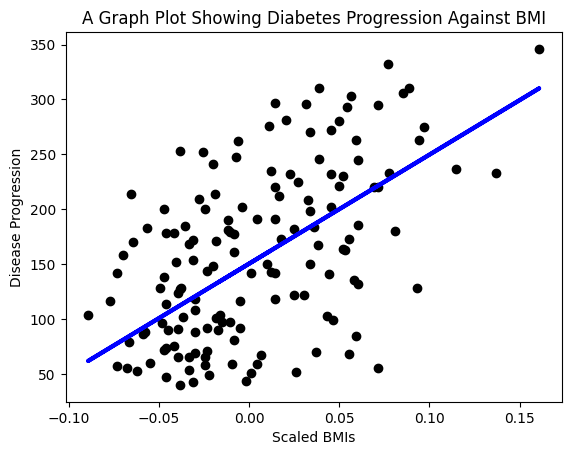 A Graph Plot Showing Diabetes Progression Against BMI
350
300
250
200
150
100
50
Disease Progression
−0.10 −0.05 0.00 0.05 0.10 0.15
Scaled BMIs